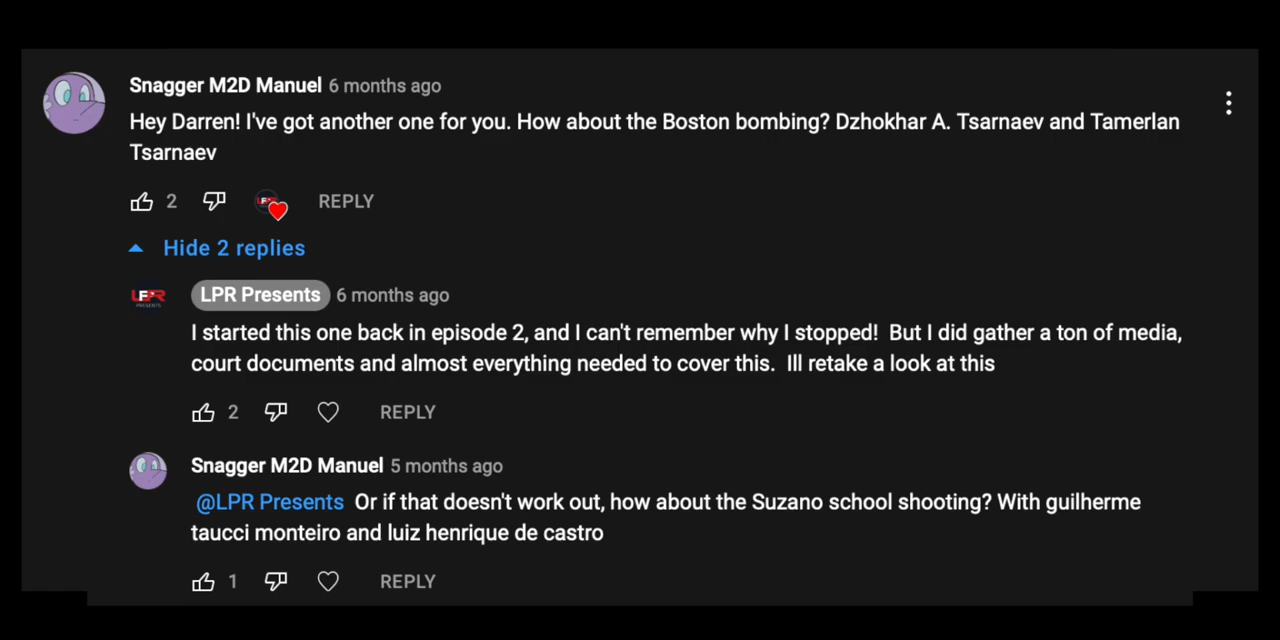 Snagger M2D Manuel 6 months ago
Hey Darren! I've got another one for you. How about the Boston bombing? Dzhokhar A. Tsarnaev and Tamerlan
Tsarnaev
2 REPLY
Hide 2 replies
LPR Presents 6 months ago
I started this one back in episode 2, and I can't remember why I stopped! But I did gather a ton of media,
court documents and almost everything needed to cover this. Ill retake a look at this
2 REPLY
Snagger M2D Manuel 5 months ago
@LPR Presents Or if that doesn't work out, how about the Suzano school shooting? With guilherme
taucci monteiro and luiz henrique de castro
1 REPLY